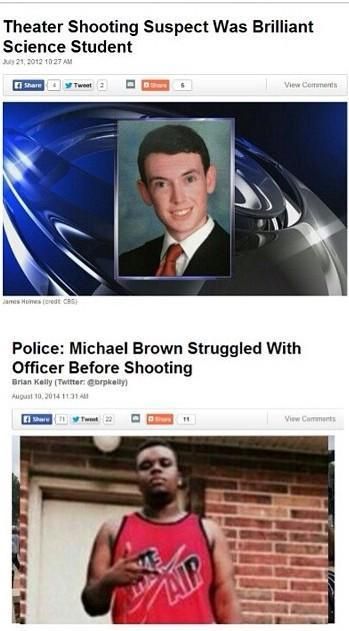 Theater Shooting Suspect Was Brilliant
Science Student
July 21, 2012 10:27 AM
Share 4 Tweet 2 Share 5 View Comments
James Holmes (credit: CBS)
Police: Michael Brown Struggled With
Officer Before Shooting
Brian Kelly (Twitter: @brpkelly)
August 10, 2014 11:31 AM
Share 71 Tweet 22 Share 11 View Comments
AIR